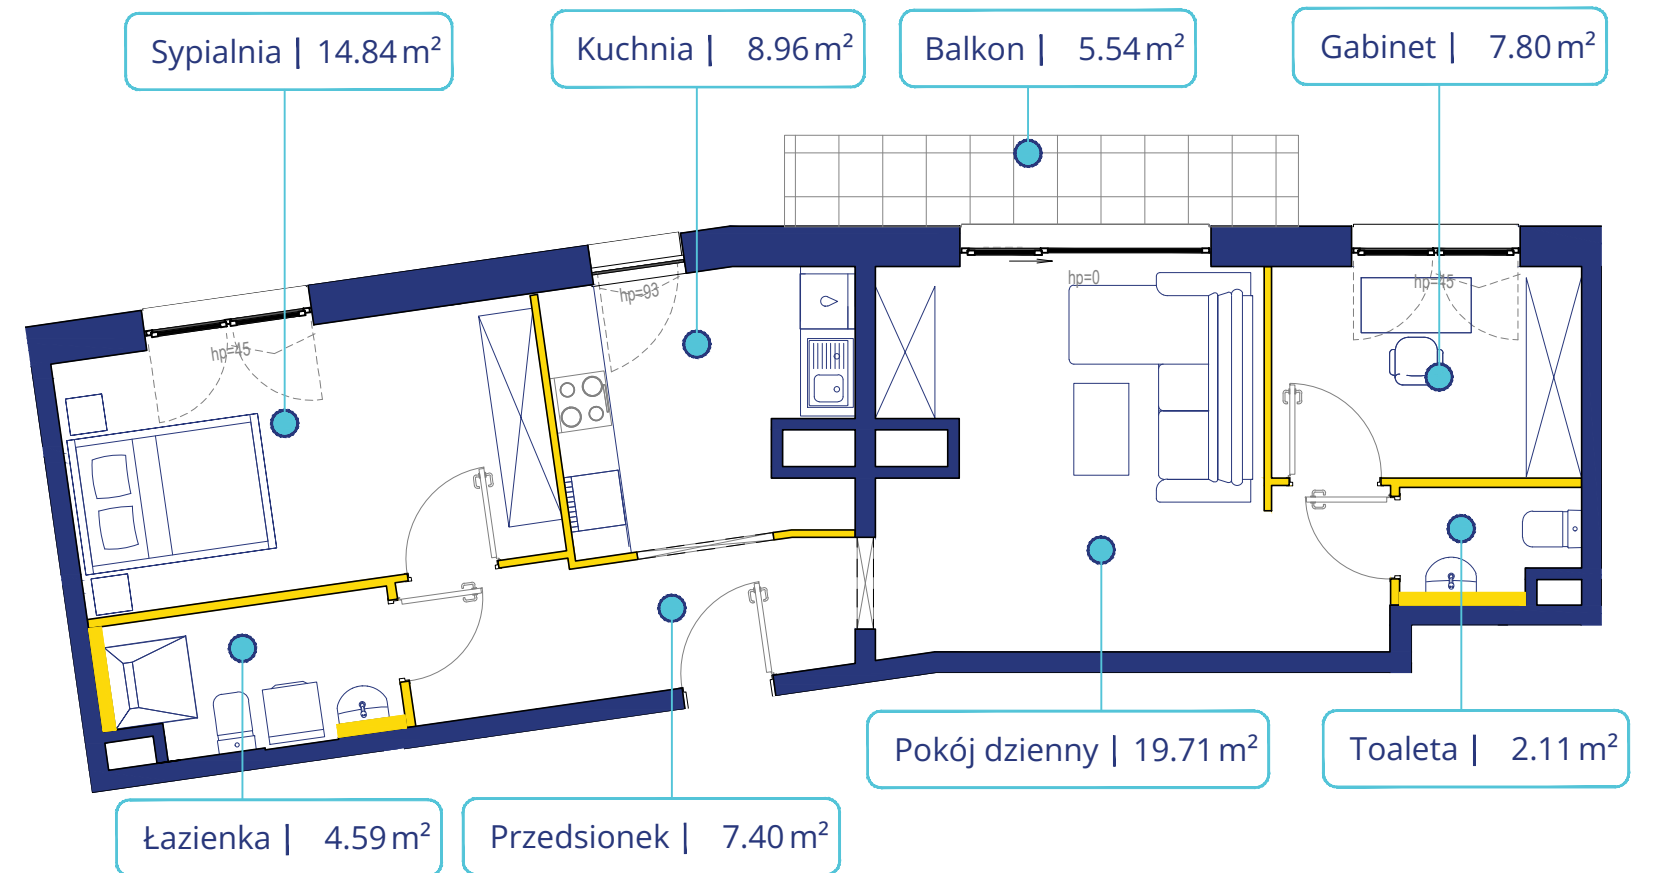 Sypialnia | 14.84 m²
Kuchnia | 8.96 m²
Balkon | 5.54 m²
Gabinet | 7.80 m²
hp=45
hp=93
hp=0
hp=45
Pokój dzienny | 19.71 m²
Toaleta | 2.11 m²
Łazienka | 4.59 m²
Przedsionek | 7.40 m²